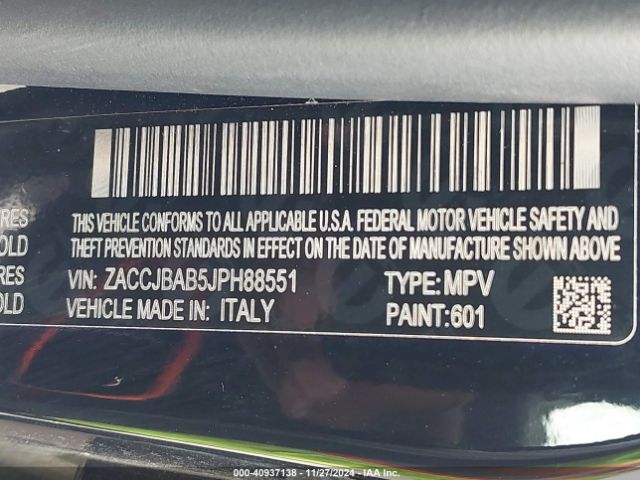 THIS VEHICLE CONFORMS TO ALL APPLICABLE U.S.A. FEDERAL MOTOR VEHICLE SAFETY AND
THEFT PREVENTION STANDARDS IN EFFECT ON THE DATE OF MANUFACTURE SHOWN ABOVE
VIN: ZACCJBAB5JPH88551 TYPE: MPV
VEHICLE MADE IN: ITALY PAINT:601
000-40937138 - 11/27/2024 - IAA Inc.